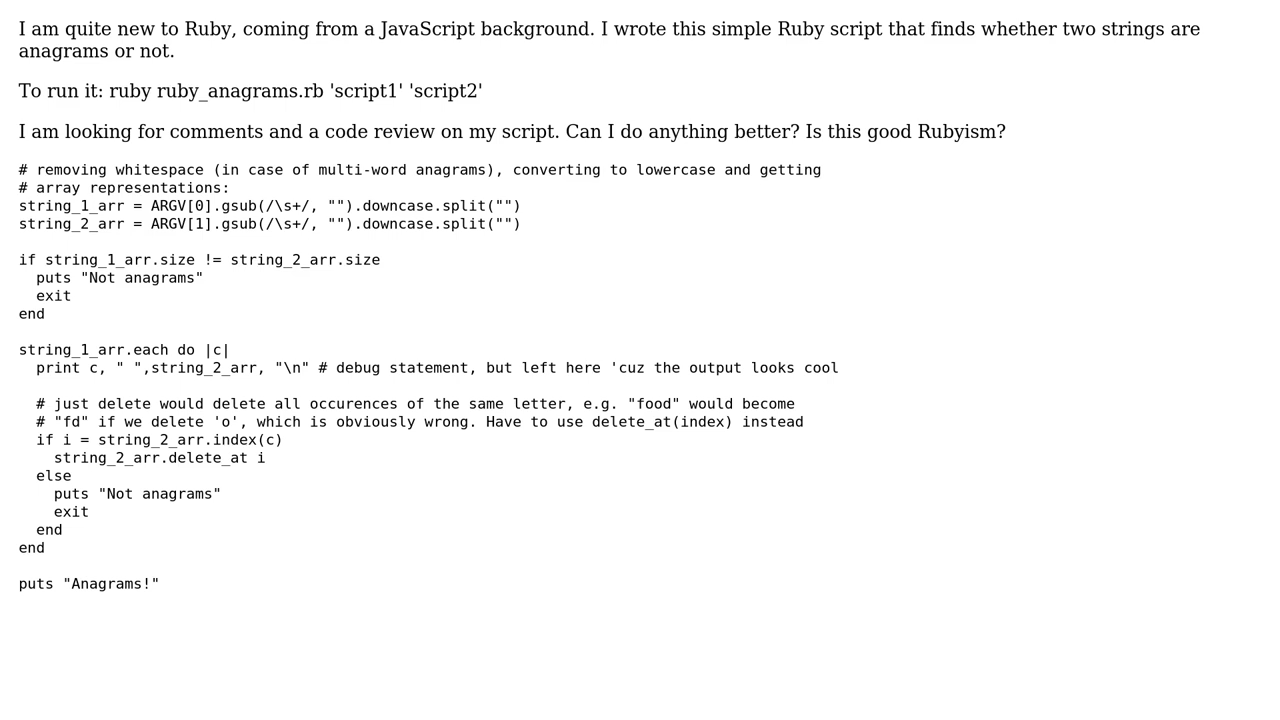 I am quite new to Ruby, coming from a JavaScript background. I wrote this simple Ruby script that finds whether two strings are
anagrams or not.
To run it: ruby ruby_anagrams.rb 'script1' 'script2'
I am looking for comments and a code review on my script. Can I do anything better? Is this good Rubyism?
# removing whitespace (in case of multi-word anagrams), converting to lowercase and getting
# array representations:
string_1_arr = ARGV[0].gsub(/\s+/, "").downcase.split("")
string_2_arr = ARGV[1].gsub(/\s+/, "").downcase.split("")

if string_1_arr.size != string_2_arr.size
  puts "Not anagrams"
  exit
end

string_1_arr.each do |c|
  print c, " ",string_2_arr, "\n" # debug statement, but left here 'cuz the output looks cool

  # just delete would delete all occurences of the same letter, e.g. "food" would become
  # "fd" if we delete 'o', which is obviously wrong. Have to use delete_at(index) instead
  if i = string_2_arr.index(c)
    string_2_arr.delete_at i
  else
    puts "Not anagrams"
    exit
  end
end

puts "Anagrams!"